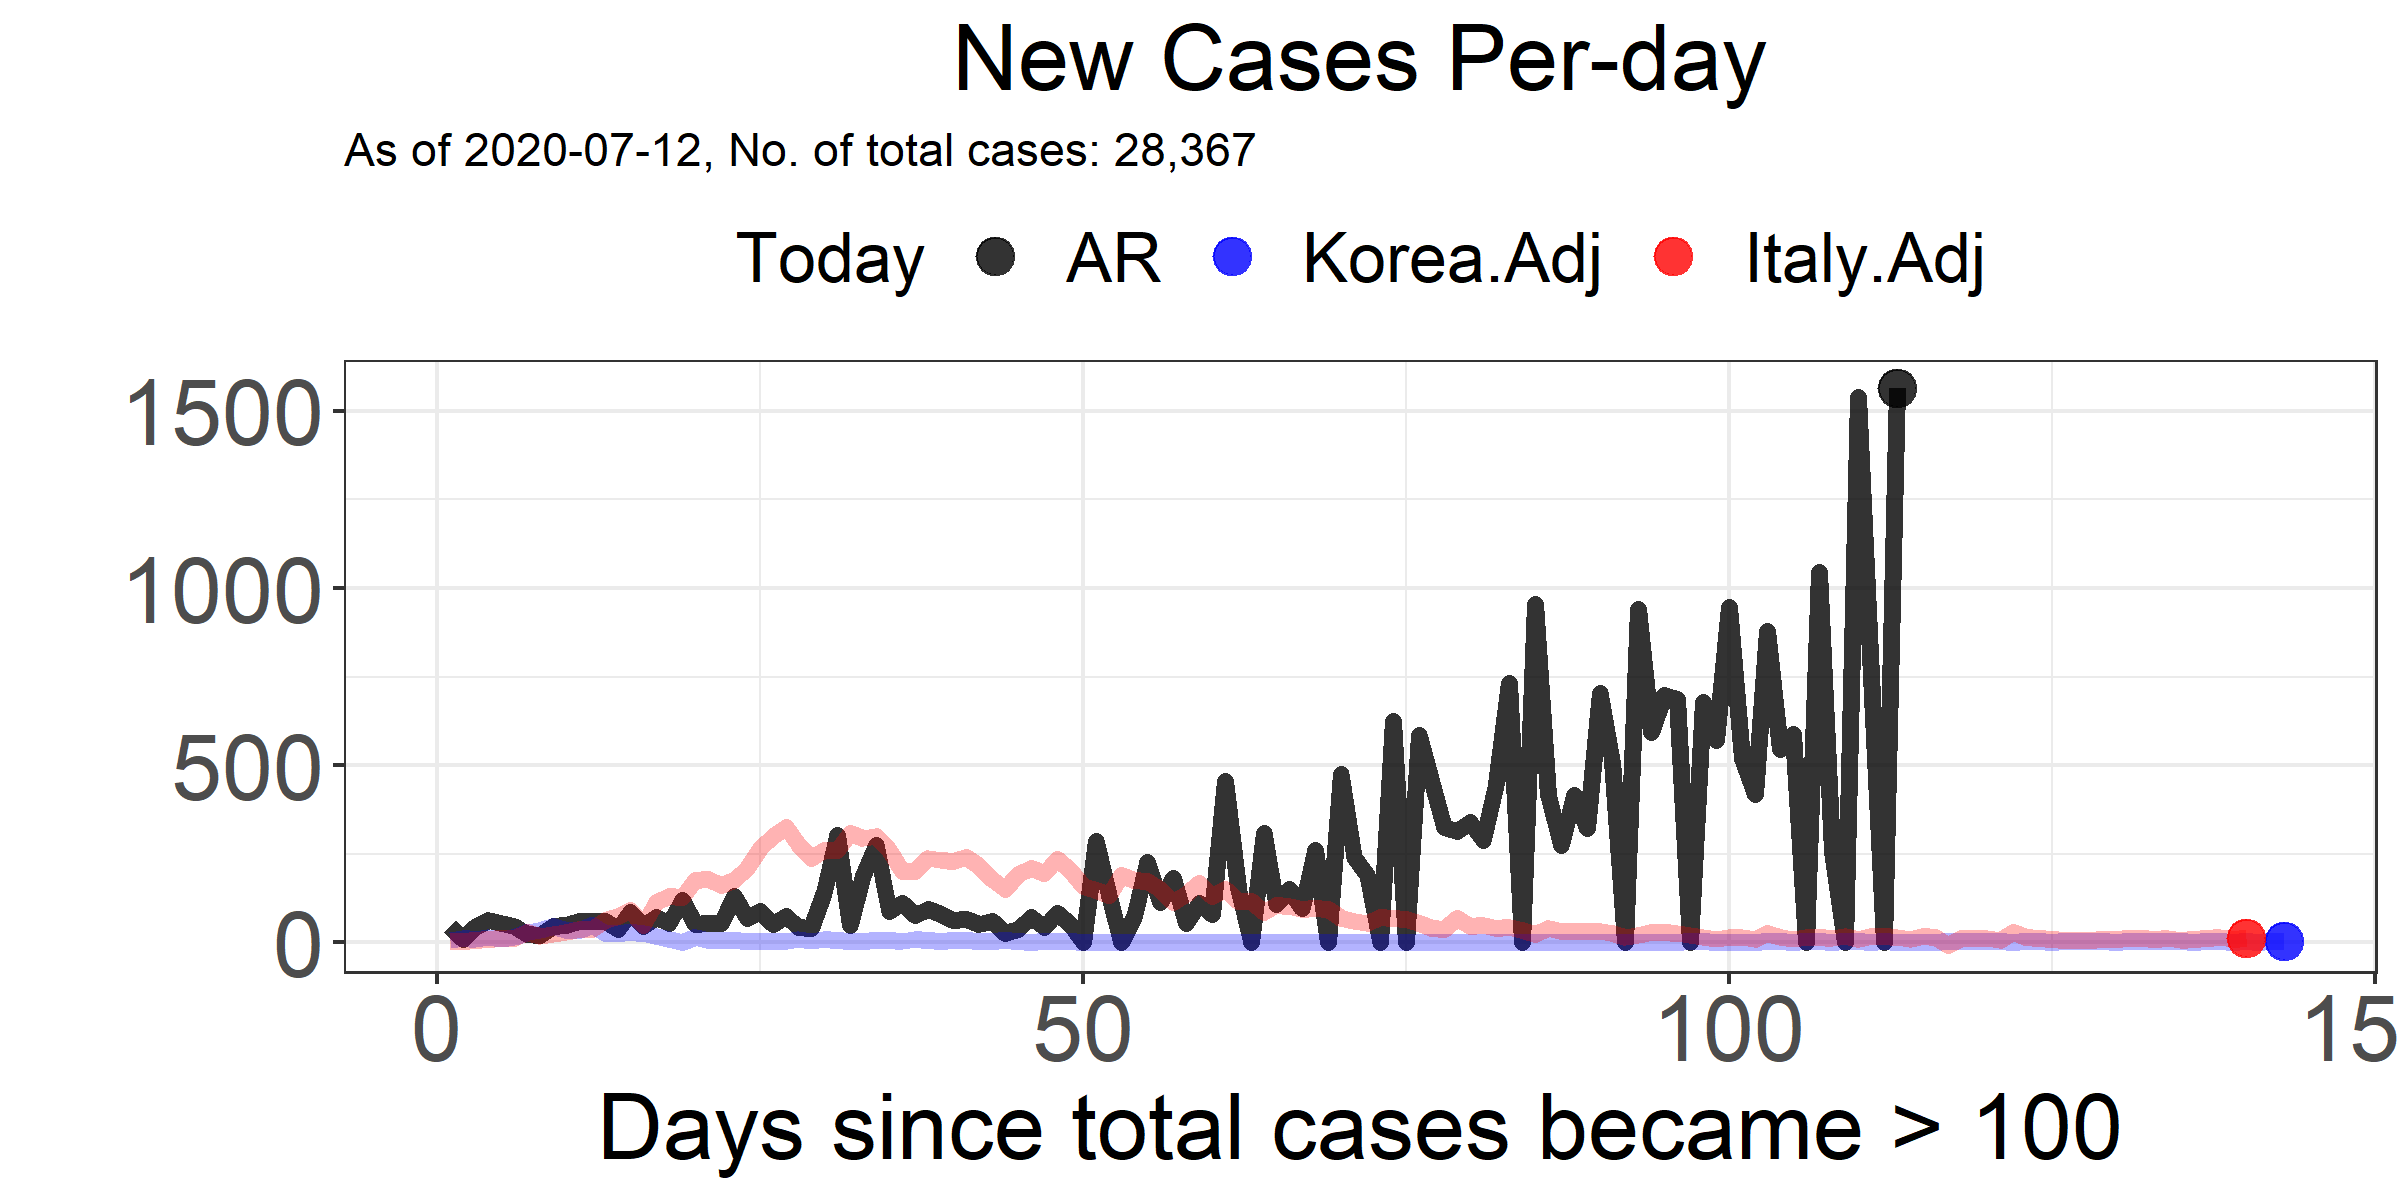 New Cases Per-day
As of 2020-07-12, No. of total cases: 28,367
Today AR Korea.Adj Italy.Adj
1500
1000
500
0
0 50 100 15
Days since total cases became > 100